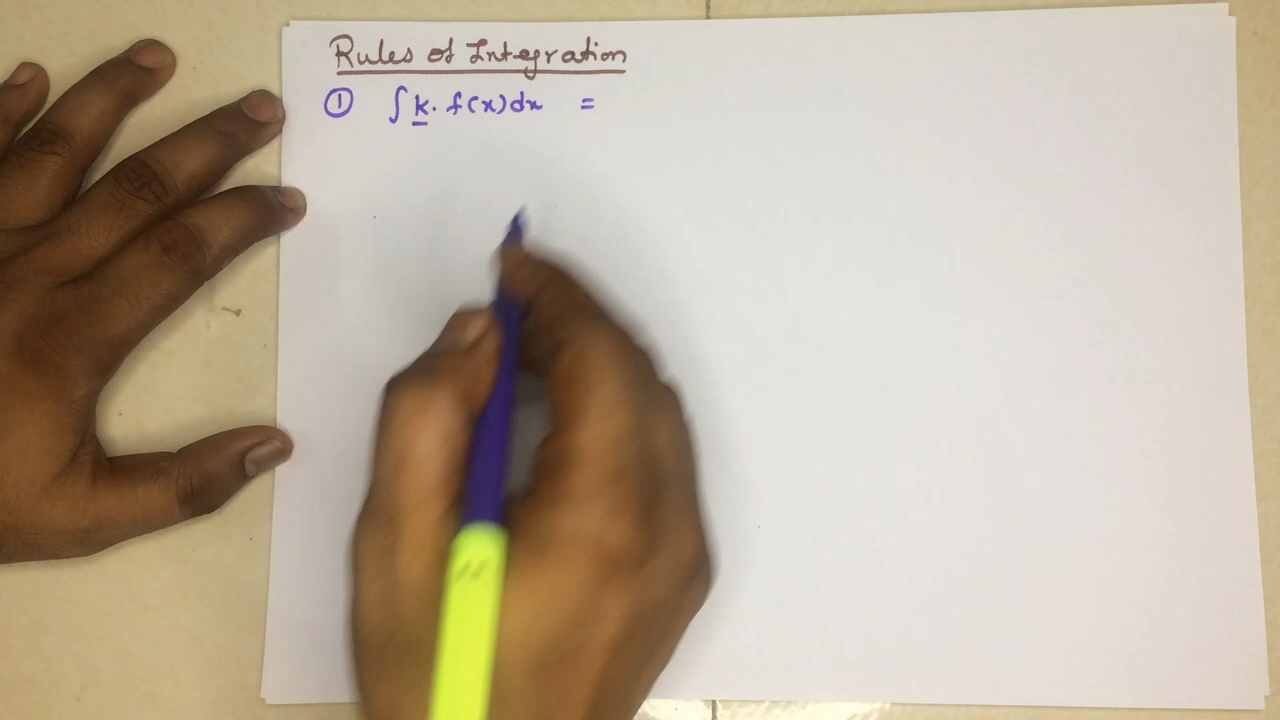 Rules of Integration
① ∫ k. f(x)dx =